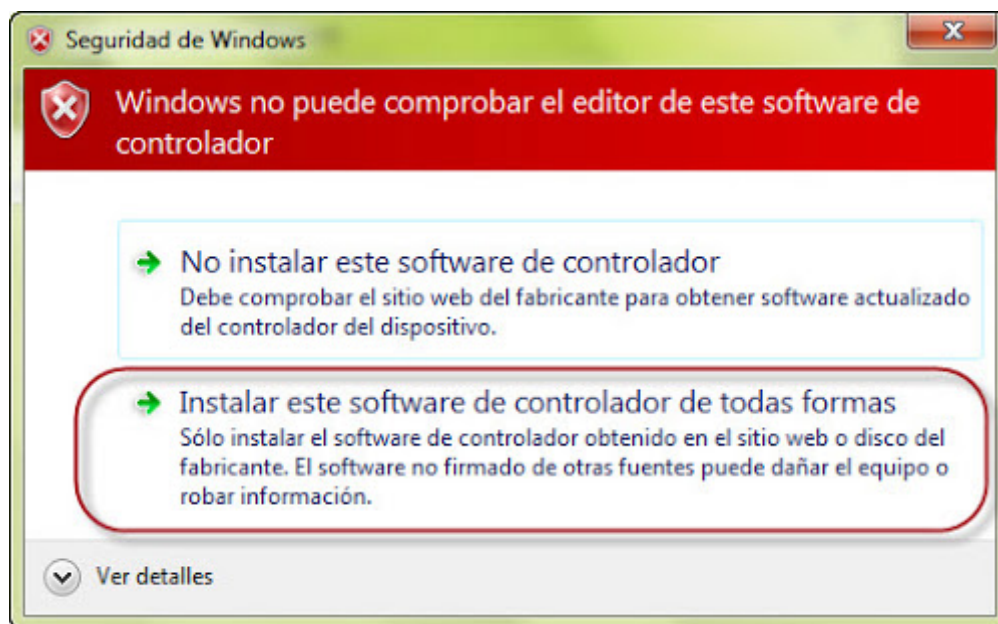 Seguridad de Windows
Windows no puede comprobar el editor de este software de
controlador
No instalar este software de controlador
Debe comprobar el sitio web del fabricante para obtener software actualizado
del controlador del dispositivo.
Instalar este software de controlador de todas formas
Sólo instalar el software de controlador obtenido en el sitio web o disco del
fabricante. El software no firmado de otras fuentes puede dañar el equipo o
robar información.
Ver detalles